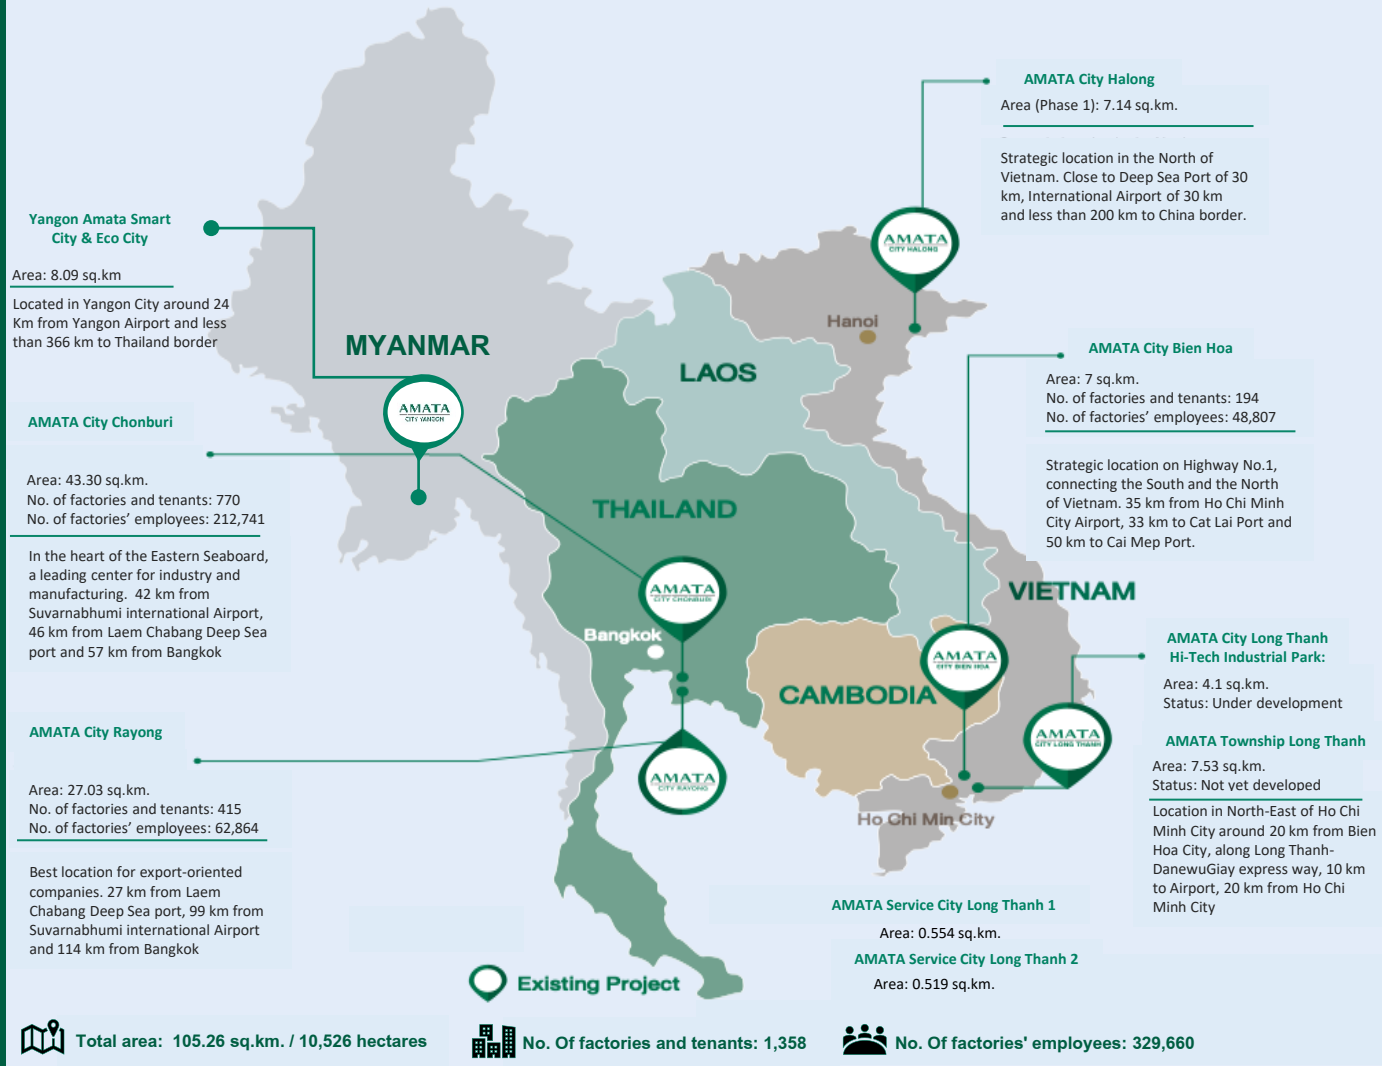 AMATA City Halong
Area (Phase 1): 7.14 sq.km.
Strategic location in the North of
Vietnam. Close to Deep Sea Port of 30
km, International Airport of 30 km
and less than 200 km to China border.
Yangon Amata Smart
City & Eco City
Area: 8.09 sq.km
Located in Yangon City around 24
Km from Yangon Airport and less
than 366 km to Thailand border
AMATA
CITY HALONG
Hanoi
MYANMAR
LAOS
AMATA City Bien Hoa
Area: 7 sq.km.
No. of factories and tenants: 194
No. of factories' employees: 48,807
Strategic location on Highway No.1,
connecting the South and the North
of Vietnam. 35 km from Ho Chi Minh
City Airport, 33 km to Cat Lai Port and
50 km to Cai Mep Port.
AMATA
CITY YANGON
AMATA City Chonburi
Area: 43.30 sq.km.
No. of factories and tenants: 770
No. of factories' employees: 212,741
In the heart of the Eastern Seaboard,
a leading center for industry and
manufacturing. 42 km from
Suvarnabhumi international Airport,
46 km from Laem Chabang Deep Sea
port and 57 km from Bangkok
THAILAND
AMATA
CITY CHONBURI
Bangkok
VIETNAM
AMATA
CITY BIEN HOA
CAMBODIA
AMATA City Long Thanh
Hi-Tech Industrial Park:
Area: 4.1 sq.km.
Status: Under development
AMATA Township Long Thanh
Area: 7.53 sq.km.
Status: Not yet developed
Location in North-East of Ho Chi
Minh City around 20 km from Bien
Hoa City, along Long Thanh-
DanewuGiay express way, 10 km
to Airport, 20 km from Ho Chi
Minh City
AMATA
CITY LONG THANH
AMATA City Rayong
Area: 27.03 sq.km.
No. of factories and tenants: 415
No. of factories' employees: 62,864
Best location for export-oriented
companies. 27 km from Laem
Chabang Deep Sea port, 99 km from
Suvarnabhumi international Airport
and 114 km from Bangkok
AMATA
CITY RAYONG
Ho Chi Min City
AMATA Service City Long Thanh 1
Area: 0.554 sq.km.
AMATA Service City Long Thanh 2
Area: 0.519 sq.km.
Existing Project
Total area: 105.26 sq.km. / 10,526 hectares
No. Of factories and tenants: 1,358
No. Of factories' employees: 329,660